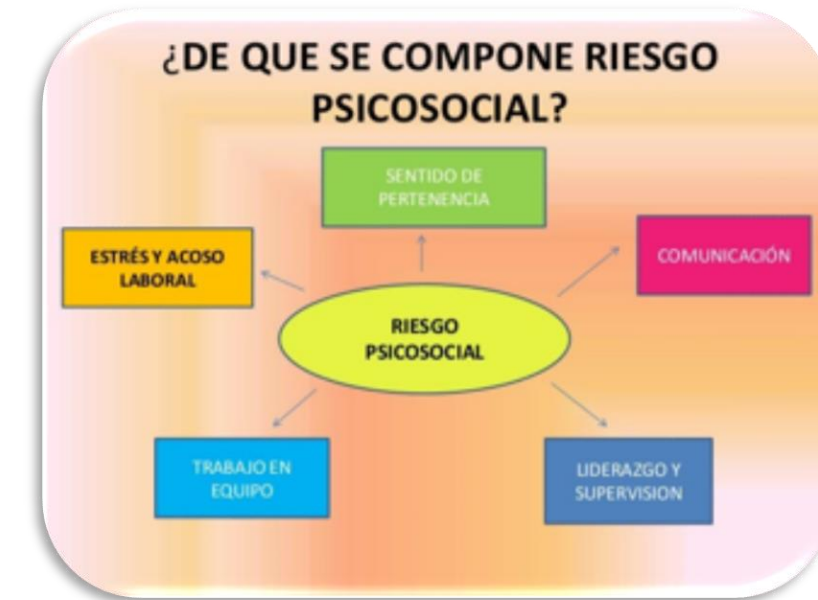 ¿DE QUE SE COMPONE RIESGO
PSICOSOCIAL?
SENTIDO DE
PERTENENCIA
ESTRÉS Y ACOSO
LABORAL
COMUNICACIÓN
RIESGO
PSICOSOCIAL
TRABAJO EN
EQUIPO
LIDERAZGO Y
SUPERVISION